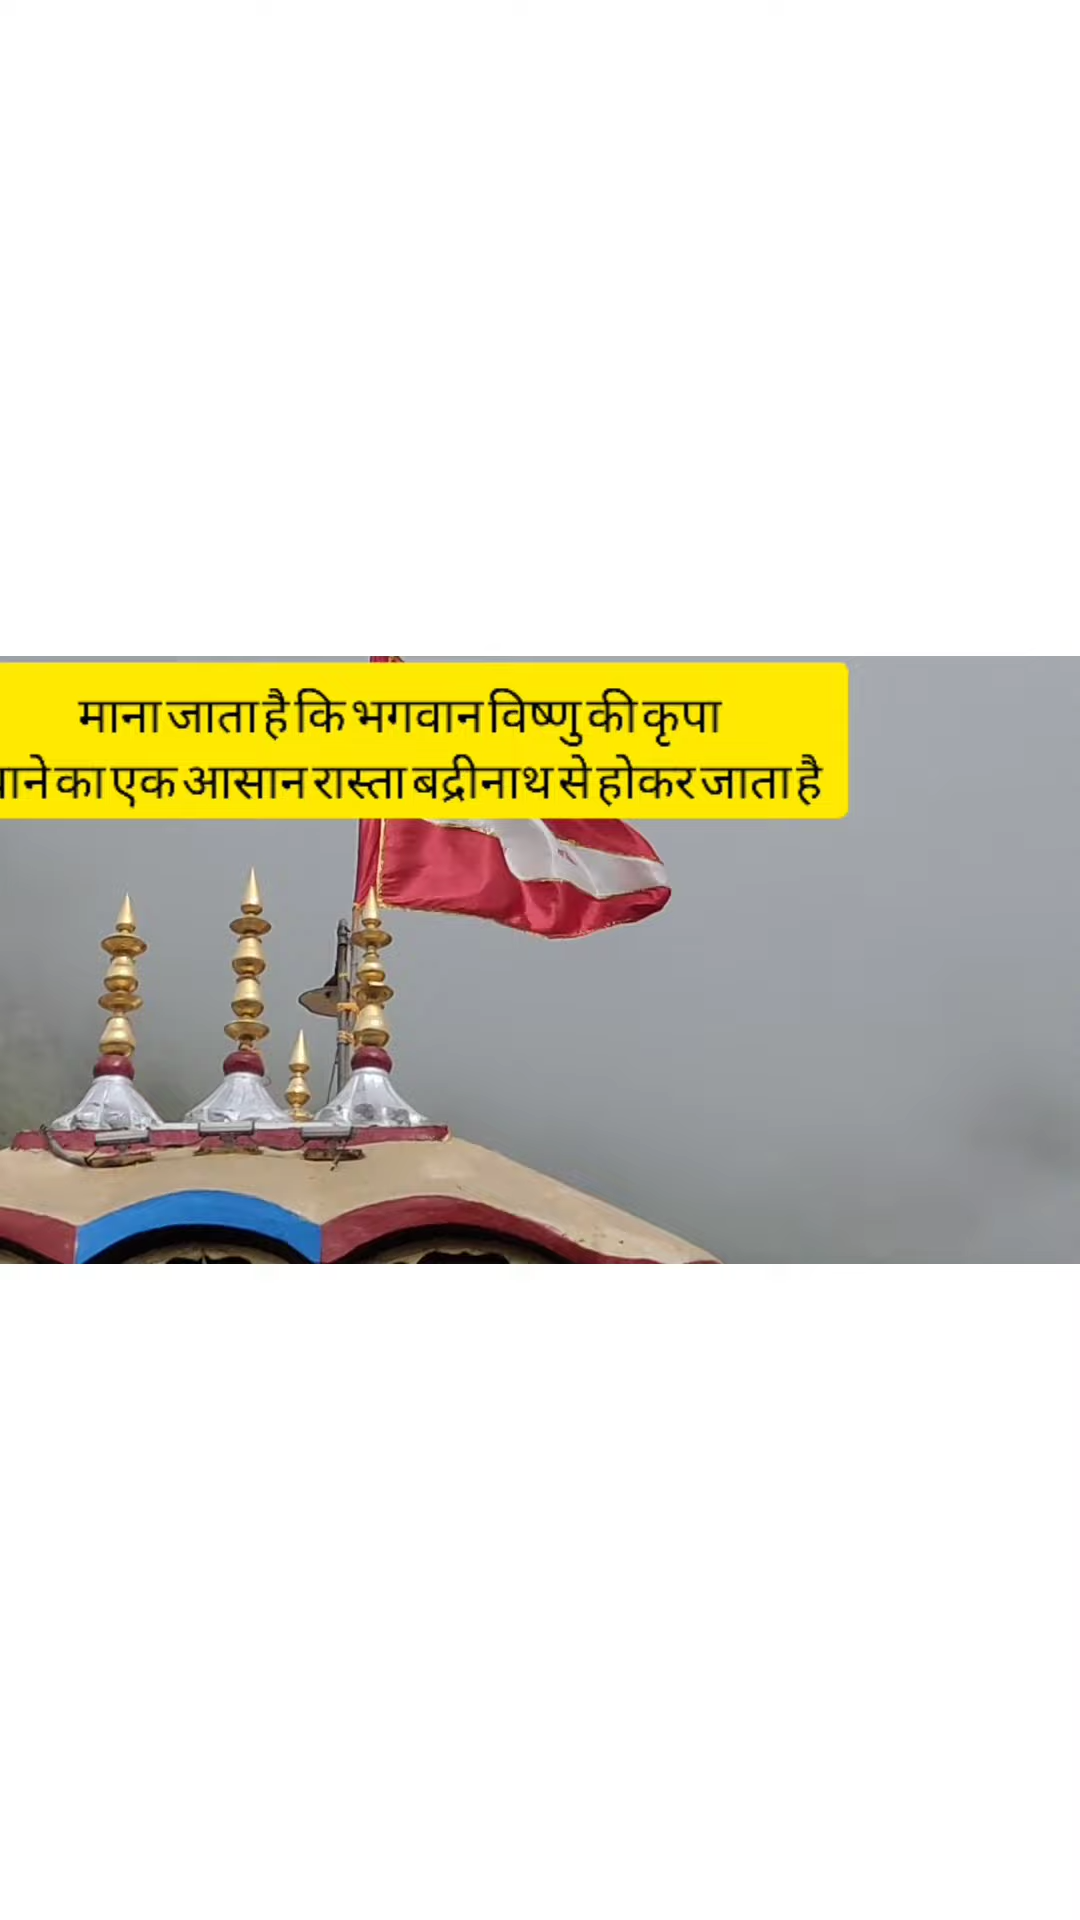 माना जाता है कि भगवान विष्णु की कृपा
का एक आसान रास्ता बद्रीनाथ से होकर जाता है